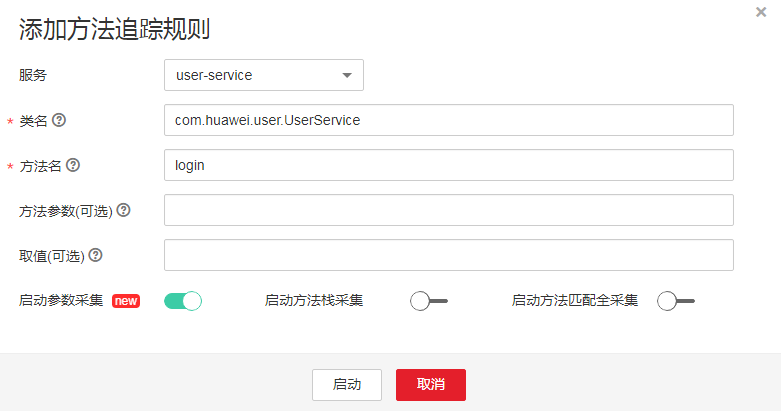 添加方法追踪规则
服务 user-service
* 类名 com.huawei.user.UserService
* 方法名 login
方法参数(可选)
取值(可选)
启动参数采集 new 启动方法栈采集 启动方法匹配全采集
启动 取消